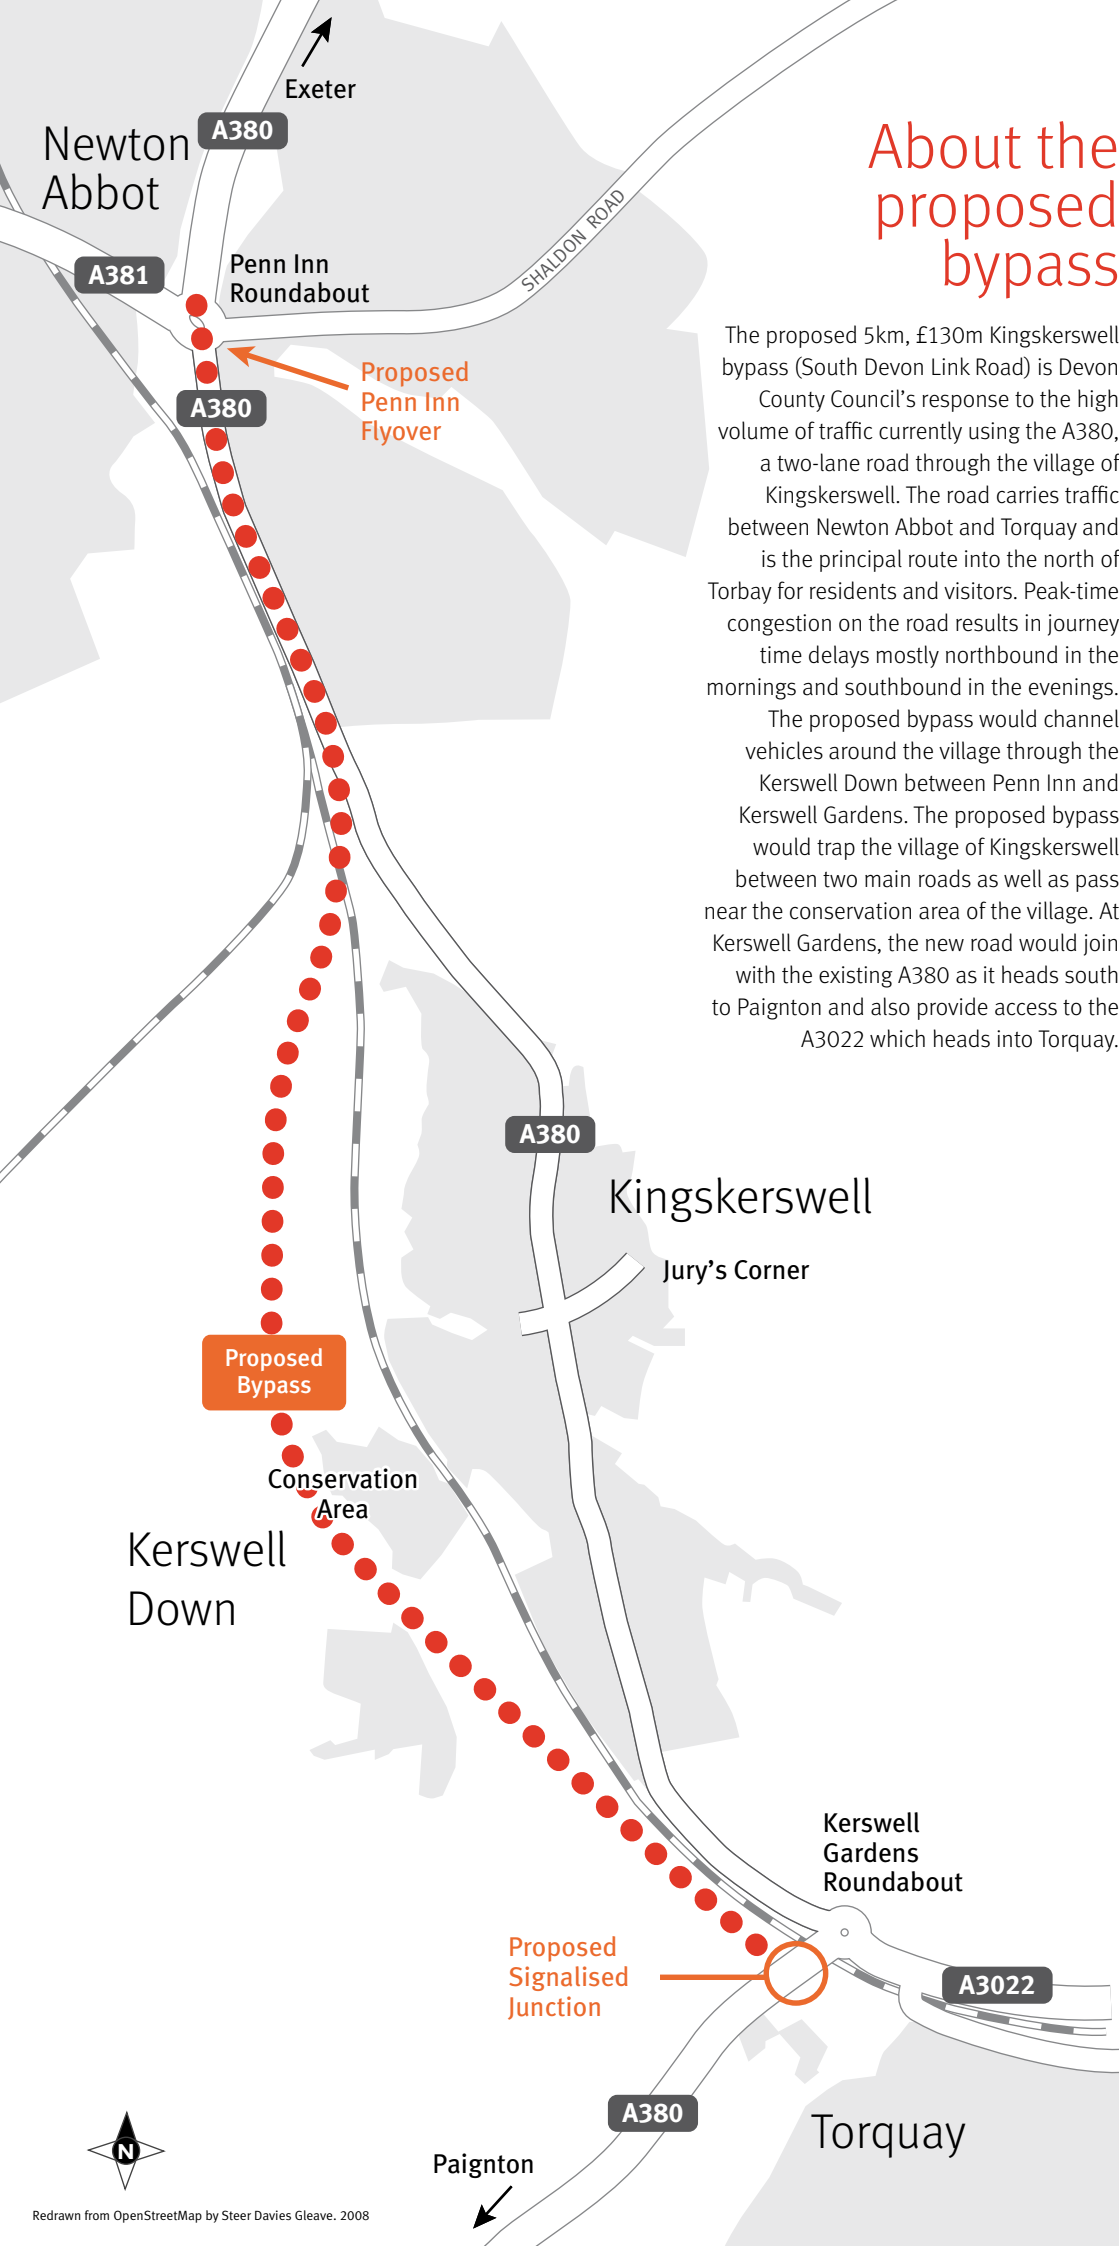 Exeter
Newton
Abbot
A380
A381
Penn Inn
Roundabout
SHALDON ROAD
Proposed
Penn Inn
Flyover
A380
About the
proposed
bypass
The proposed 5km, £130m Kingskerswell
bypass (South Devon Link Road) is Devon
County Council’s response to the high
volume of traffic currently using the A380,
a two-lane road through the village of
Kingskerswell. The road carries traffic
between Newton Abbot and Torquay and
is the principal route into the north of
Torbay for residents and visitors. Peak-time
congestion on the road results in journey
time delays mostly northbound in the
mornings and southbound in the evenings.
The proposed bypass would channel
vehicles around the village through the
Kerswell Down between Penn Inn and
Kerswell Gardens. The proposed bypass
would trap the village of Kingskerswell
between two main roads as well as pass
near the conservation area of the village. At
Kerswell Gardens, the new road would join
with the existing A380 as it heads south
to Paignton and also provide access to the
A3022 which heads into Torquay.
A380
Kingskerswell
Jury’s Corner
Proposed
Bypass
Conservation
Area
Kerswell
Down
Kerswell
Gardens
Roundabout
Proposed
Signalised
Junction
A3022
A380
Torquay
Paignton
N
Redrawn from OpenStreetMap by Steer Davies Gleave. 2008